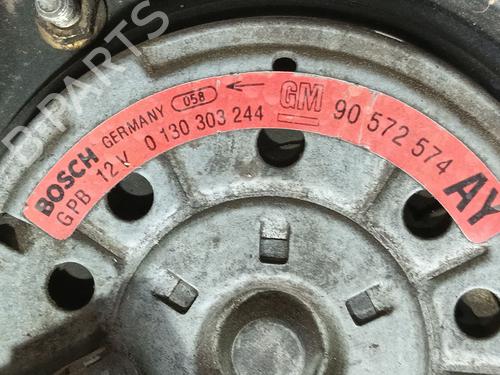 BOSCH GERMANY 058
GPB 12 V 0 130 303 244
GM 90 572 574
AY
B-PARTS